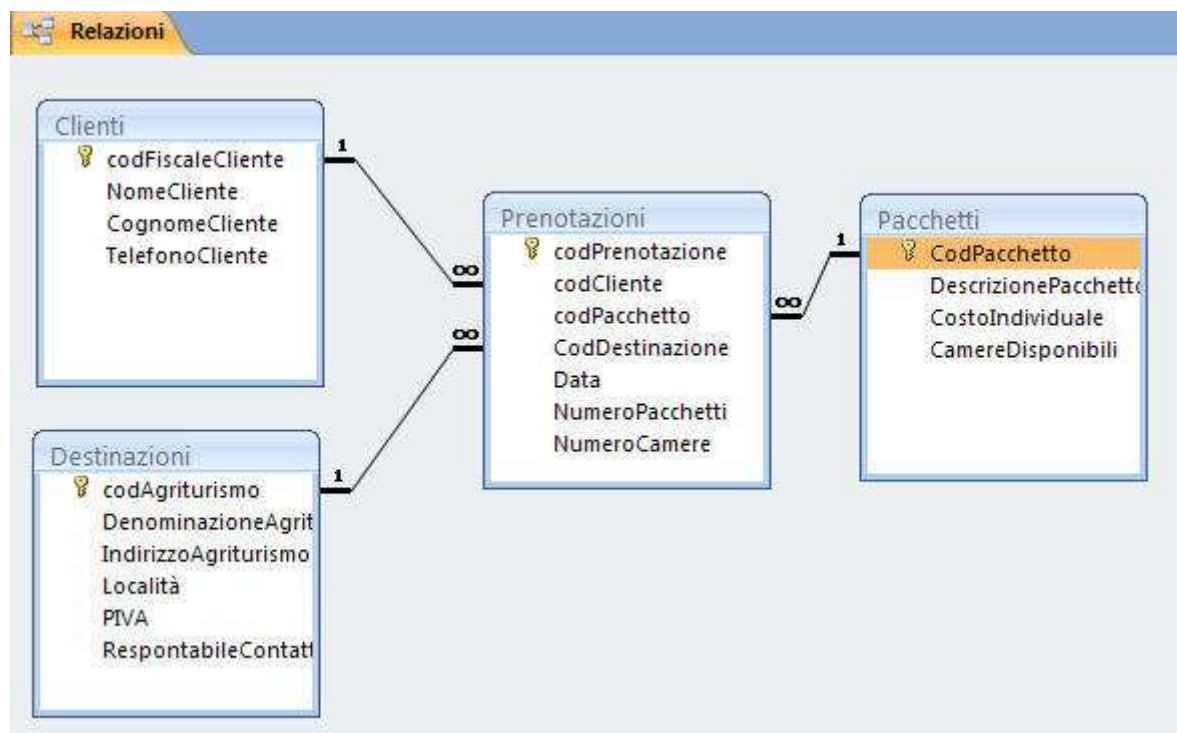 Relazioni
Clienti
codFiscaleCliente
NomeCliente
CognomeCliente
TelefonoCliente
1
∞
Prenotazioni
codPrenotazione
codCliente
codPacchetto
CodDestinazione
Data
NumeroPacchetti
NumeroCamere
∞
∞
1
Pacchetti
CodPacchetto
DescrizionePacchetto
CostoIndividuale
CamereDisponibili
Destinazioni
codAgriturismo
DenominazioneAgrit
IndirizzoAgriturismo
Località
PIVA
RespontabileContatt
1